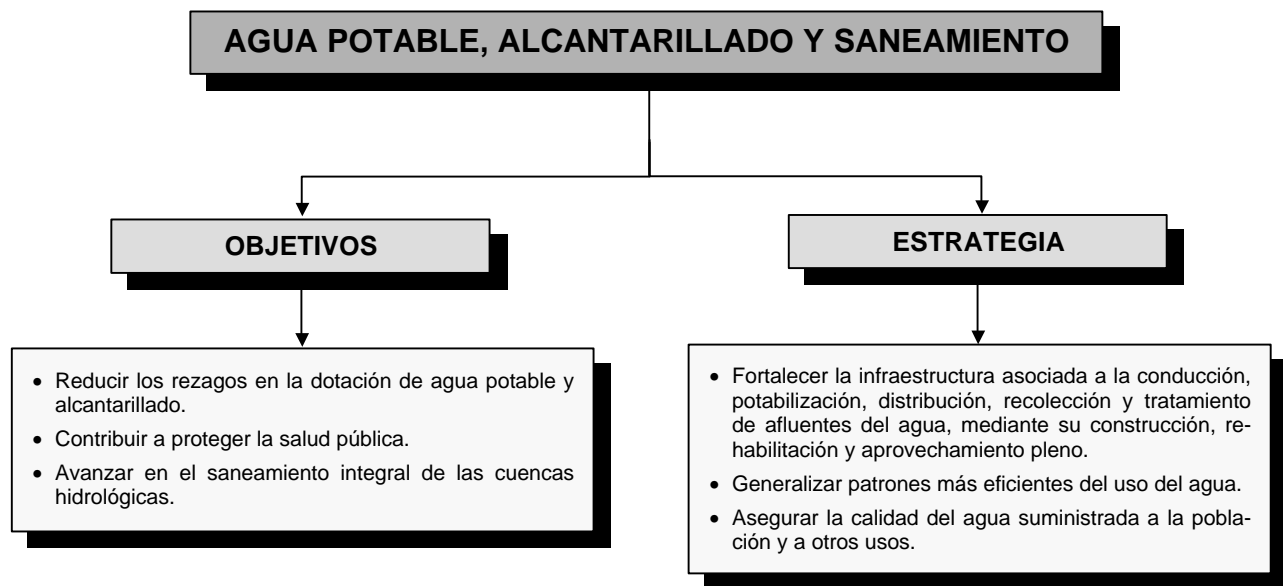 AGUA POTABLE, ALCANTARILLADO Y SANEAMIENTO
OBJETIVOS
• Reducir los rezagos en la dotación de agua potable y
alcantarillado.
• Contribuir a proteger la salud pública.
• Avanzar en el saneamiento integral de las cuencas
hidrológicas.
ESTRATEGIA
• Fortalecer la infraestructura asociada a la conducción,
potabilización, distribución, recolección y tratamiento
de afluentes del agua, mediante su construcción, re-
habilitación y aprovechamiento pleno.
• Generalizar patrones más eficientes del uso del agua.
• Asegurar la calidad del agua suministrada a la pobla-
ción y a otros usos.